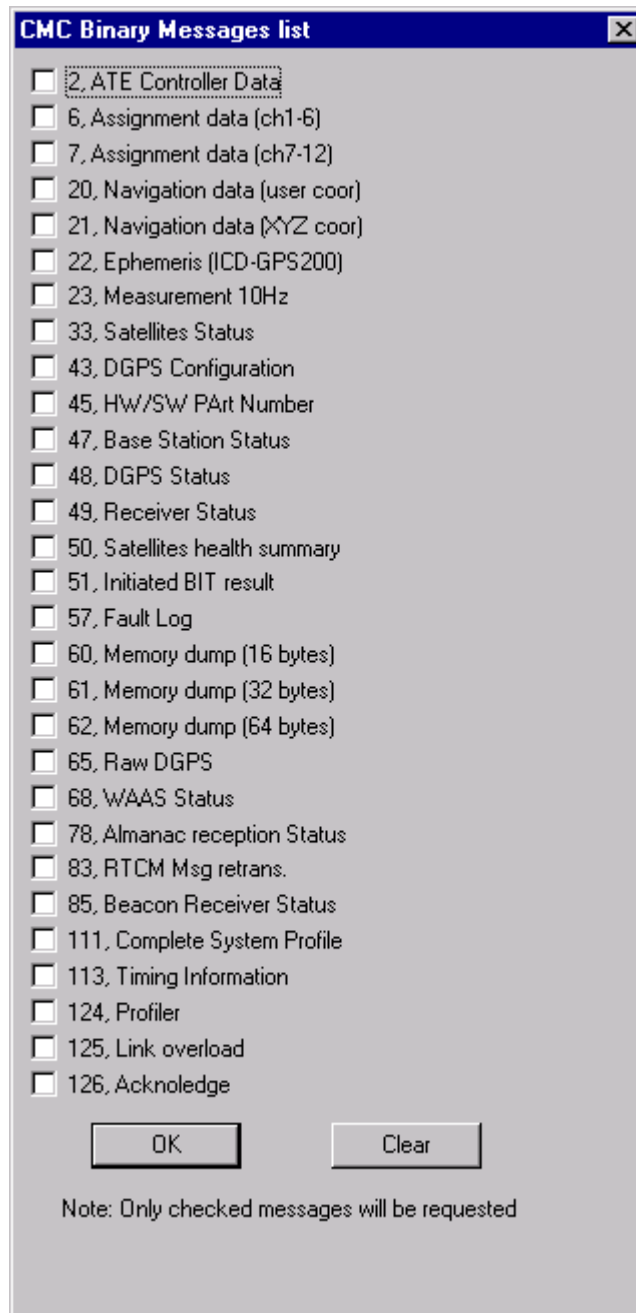 CMC Binary Messages list
2, ATE Controller Data
6, Assignment data (ch1-6)
7, Assignment data (ch7-12)
20, Navigation data (user coor)
21, Navigation data (XYZ coor)
22, Ephemeris (ICD-GPS200)
23, Measurement 10Hz
33, Satellites Status
43, DGPS Configuration
45, HW/SW PArt Number
47, Base Station Status
48, DGPS Status
49, Receiver Status
50, Satellites health summary
51, Initiated BIT result
57, Fault Log
60, Memory dump (16 bytes)
61, Memory dump (32 bytes)
62, Memory dump (64 bytes)
65, Raw DGPS
68, WAAS Status
78, Almanac reception Status
83, RTCM Msg retrans.
85, Beacon Receiver Status
111, Complete System Profile
113, Timing Information
124, Profiler
125, Link overload
126, Acknoledge
OK Clear
Note: Only checked messages will be requested